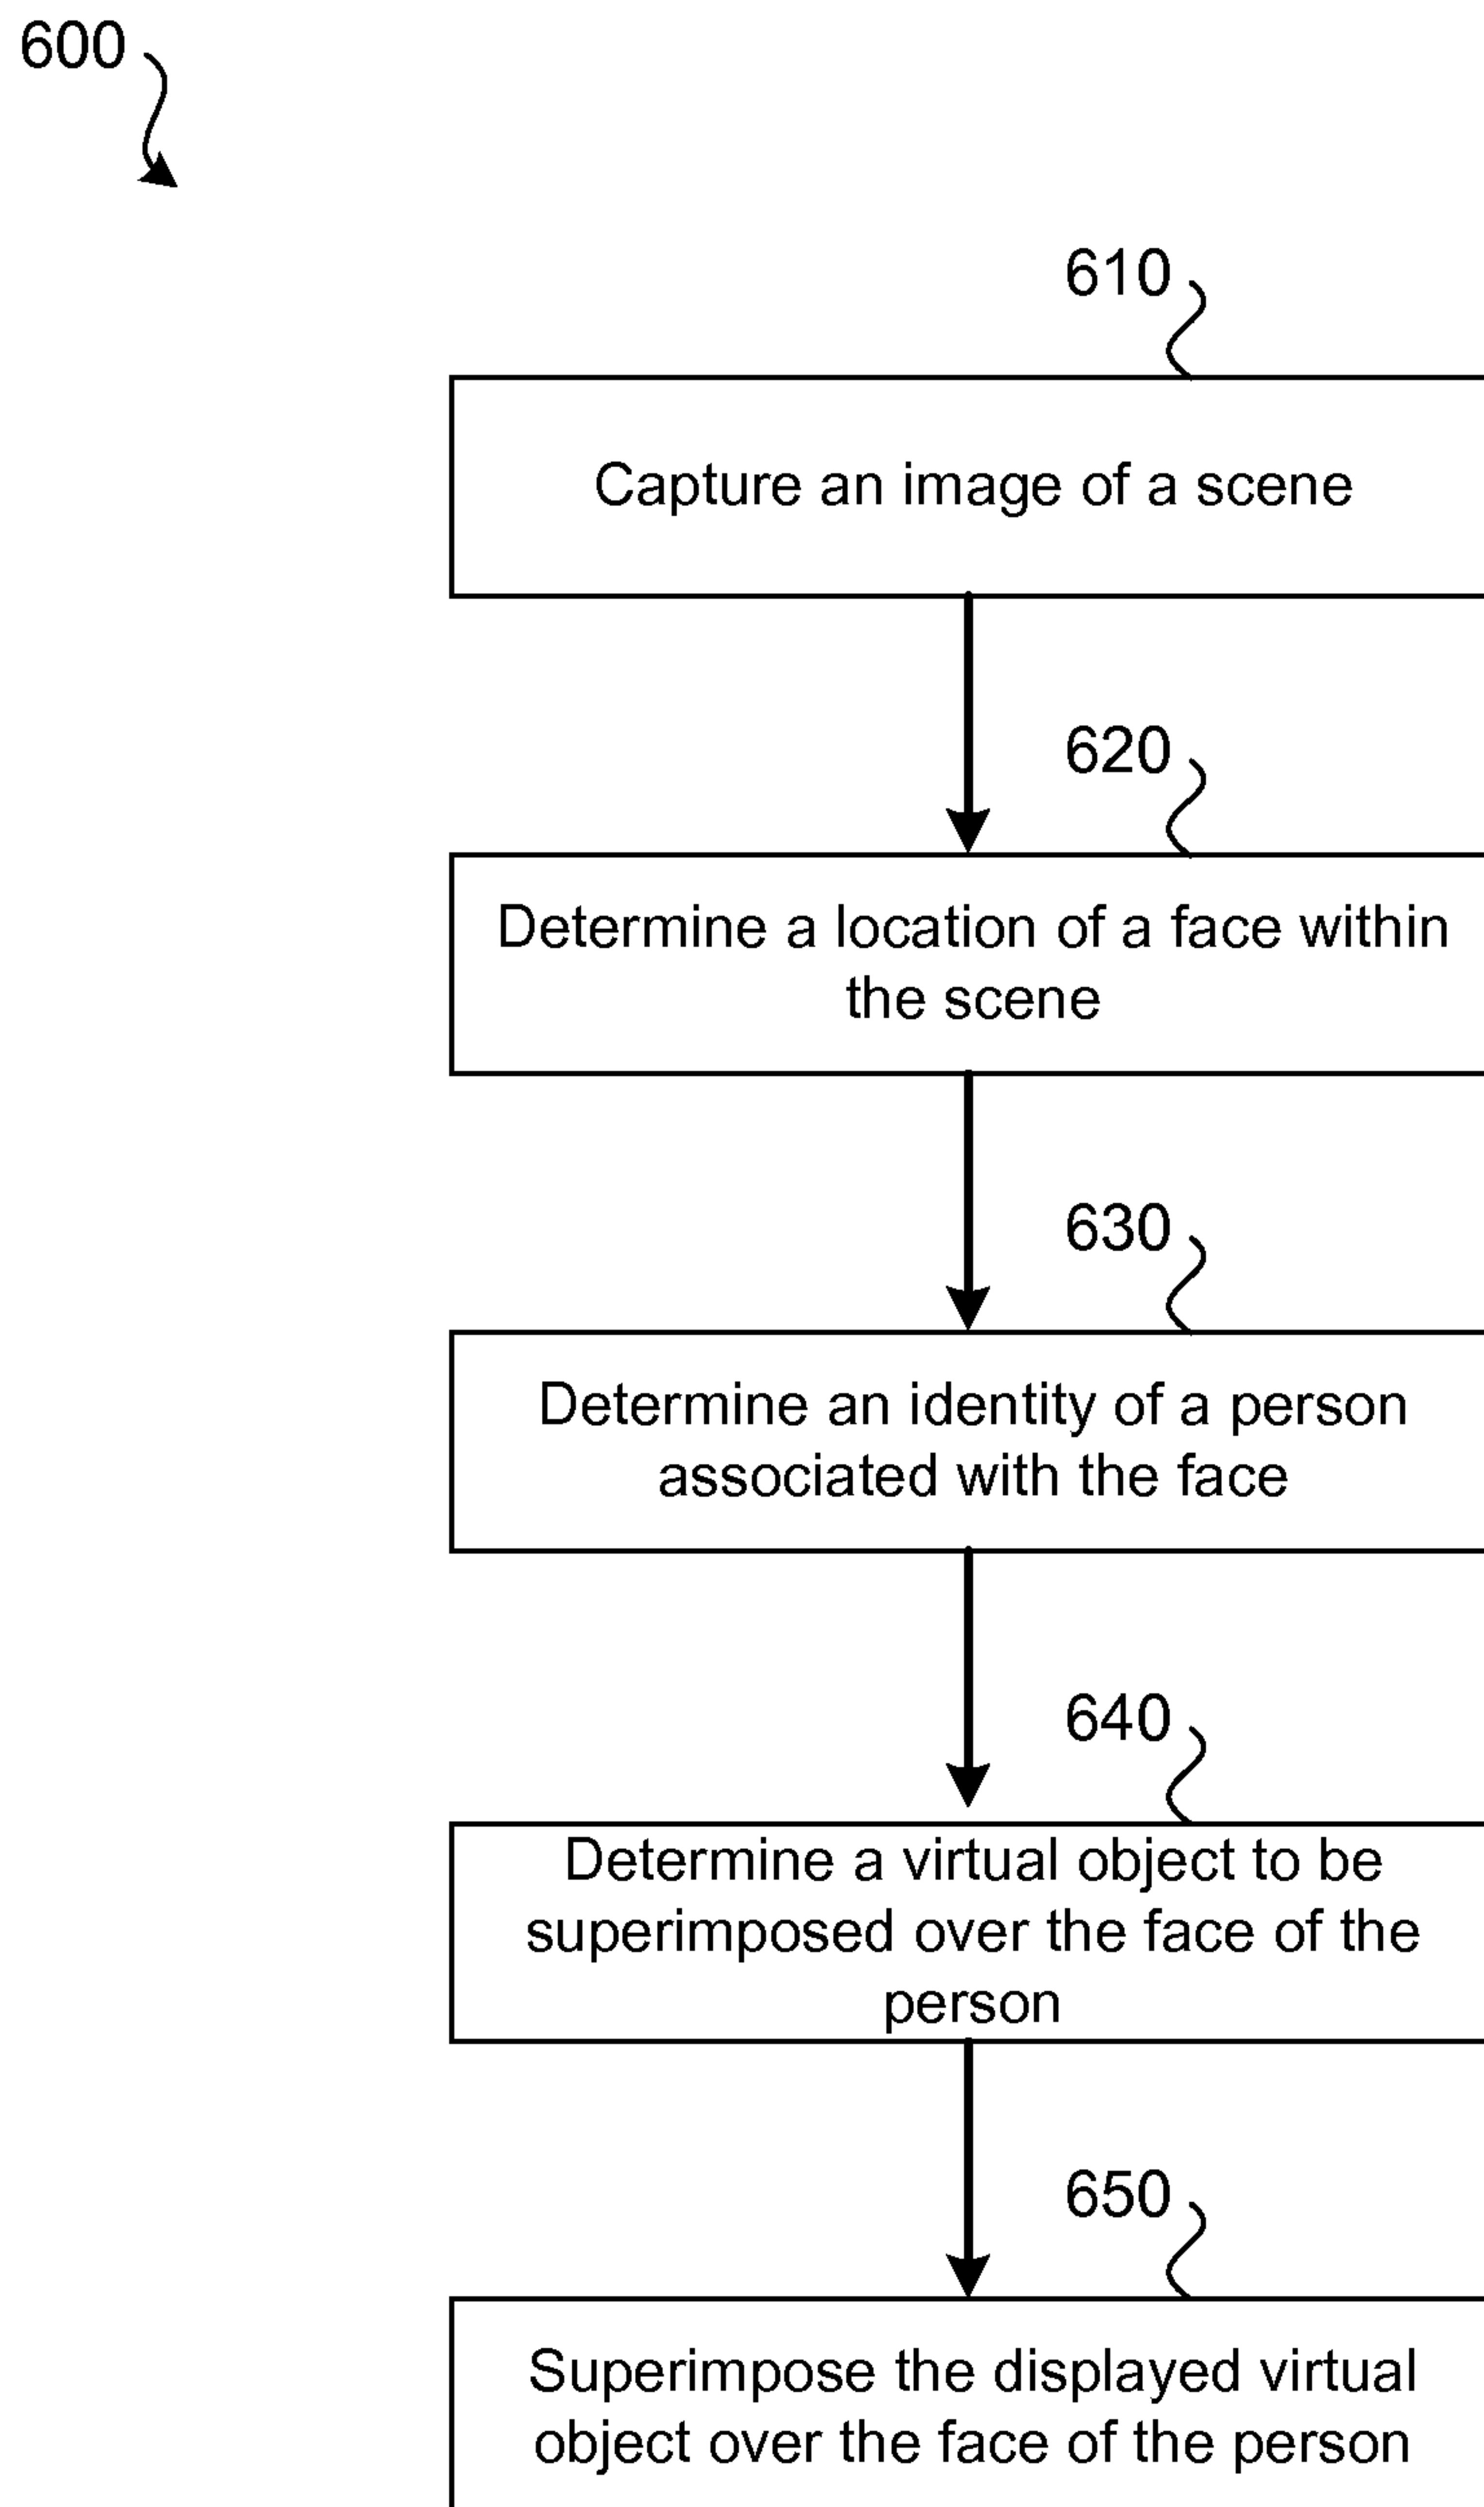 600
610
Capture an image of a scene
620
Determine a location of a face within
the scene
630
Determine an identity of a person
associated with the face
640
Determine a virtual object to be
superimposed over the face of the
person
650
Superimpose the displayed virtual
object over the face of the person